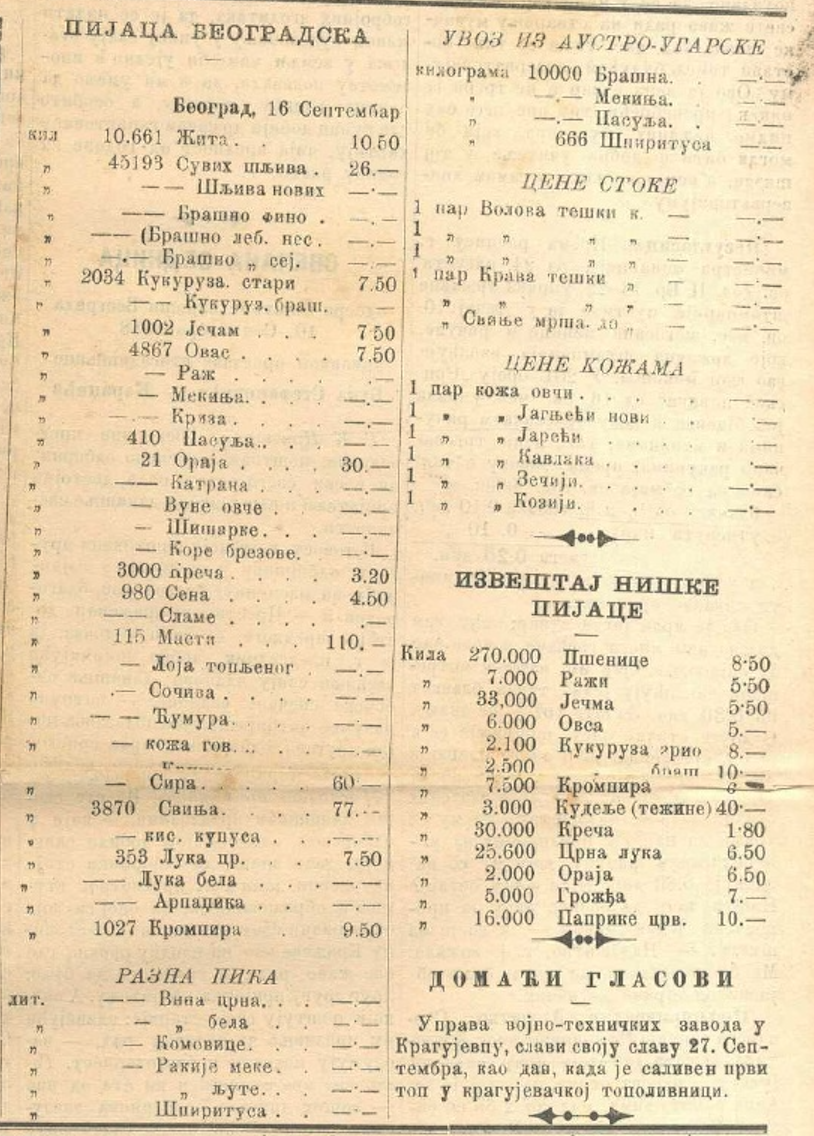 ПИЈАЦА БЕОГРАДСКА
Београд, 16 Септембар
кил 10.661 Жита . . 10.50
„ 45193 Сувих шљива . 26.—
„ —— Шљива нових —·—
„ —— Брашно фино . —.—
„ —— (Брашно леб. нес. —.—
„ —.— Брашно „ сеј. —.—
„ 2034 Кукуруза. стари 7.50
„ —— Кукуруз. браш. —
„ 1002 Јечам . . . 7 50
„ 4867 Овас . . . 7.50
„ — Раж . . . . .—
„ — Мекиња. . . —.—
„ —.— Криза . . . —.—
„ 410 Пасуља. . . —.—
„ 21 Ораја . . . . 30.—
„ —— Катрана . . . —.—
„ — Вуне овче . . —.—
„ — Шишарке. . . —.—
„ — Коре брезове. —·—
„ 3000 Креча . . . . 3.20
„ 980 Сена . . . . 4.50
„ —— Сламе . . . —.—
„ 115 Масти . . . 110. —
„ — Лоја топљеног . —.—
„ .— Сочива . . . —.—
„ — — Ћумура. . . —.—
„ — кожа гов. . . . —.—
„ — Сира. . . . . 60—
„ 3870 Свиња. . . . 77.--
„ — кис. купуса . . .—.—.
„ 353 Лука цр. . . 7.50
„ —— Лука бела . . . —.—
„ —— Арпаџика . . —.—
„ 1027 Кромпира . 9.50
РАЗНА ПИЋА
лит. —— Вина црна. . . —·—
„ — „ бела . —·—
„ — Комовице. . . —·—
„ — Ракије меке. . —·—
„ „ љуте. . . —·—
„ Шпиритуса . . —·—
УВОЗ ИЗ АУСТРО-УГАРСКЕ
килограма 10000 Брашна. — —·—
„ —.— Мекиња. — —·—
„ —.— Пасуља. — —·—
„ 666 Шпиритуса —·—
ЦЕНЕ СТОКЕ
1 пар Волова тешки к. — —.—
1 „ „ „ „ — —.—
1 „ „ „ „ — —.—
1 пар Крава тешки „ — —.—
„ „ „ „ — —.—
„ Свање мрша. до „ — —.—
ЦЕНЕ КОЖАМА
1 пар кожа овчи . . . . —.—
1 „ „ Јагњећи нови . —.—
1 „ „ Јарећи . . . —.—
1 „ „ Кавлака . . . —.—
1 „ „ Зечији. . . . —·—
1 „ „ Козији. . . . —.—
ИЗВЕШТАЈ НИШКЕ
ПИЈАЦЕ
Кила 270.000 Пшенице 8·50
„ 7.000 Ражи 5·50
„ 33,000 Јечма 5·50
„ 6.000 Овса 5.—
„ 2.100 Кукуруза зрно 8.—
„ 2.500 „ браш 10·—
„ 7.500 Кромпира 6
„ 3.000 Кудеље (тежине) 40·—
„ 30.000 Креча 1·80
„ 25.600 Црна лука 6.50
„ 2.000 Ораја 6.50
„ 5.000 Грожђа 7.—
„ 16.000 Паприке црв. 10.—
ДОМАЋИ ГЛАСОВИ
Управа војно-техничких завода у
Крагујевцу, слави своју славу 27. Сеп-
тембра, као дан, када је саливен први
топ у крагујевачкој тополивници.